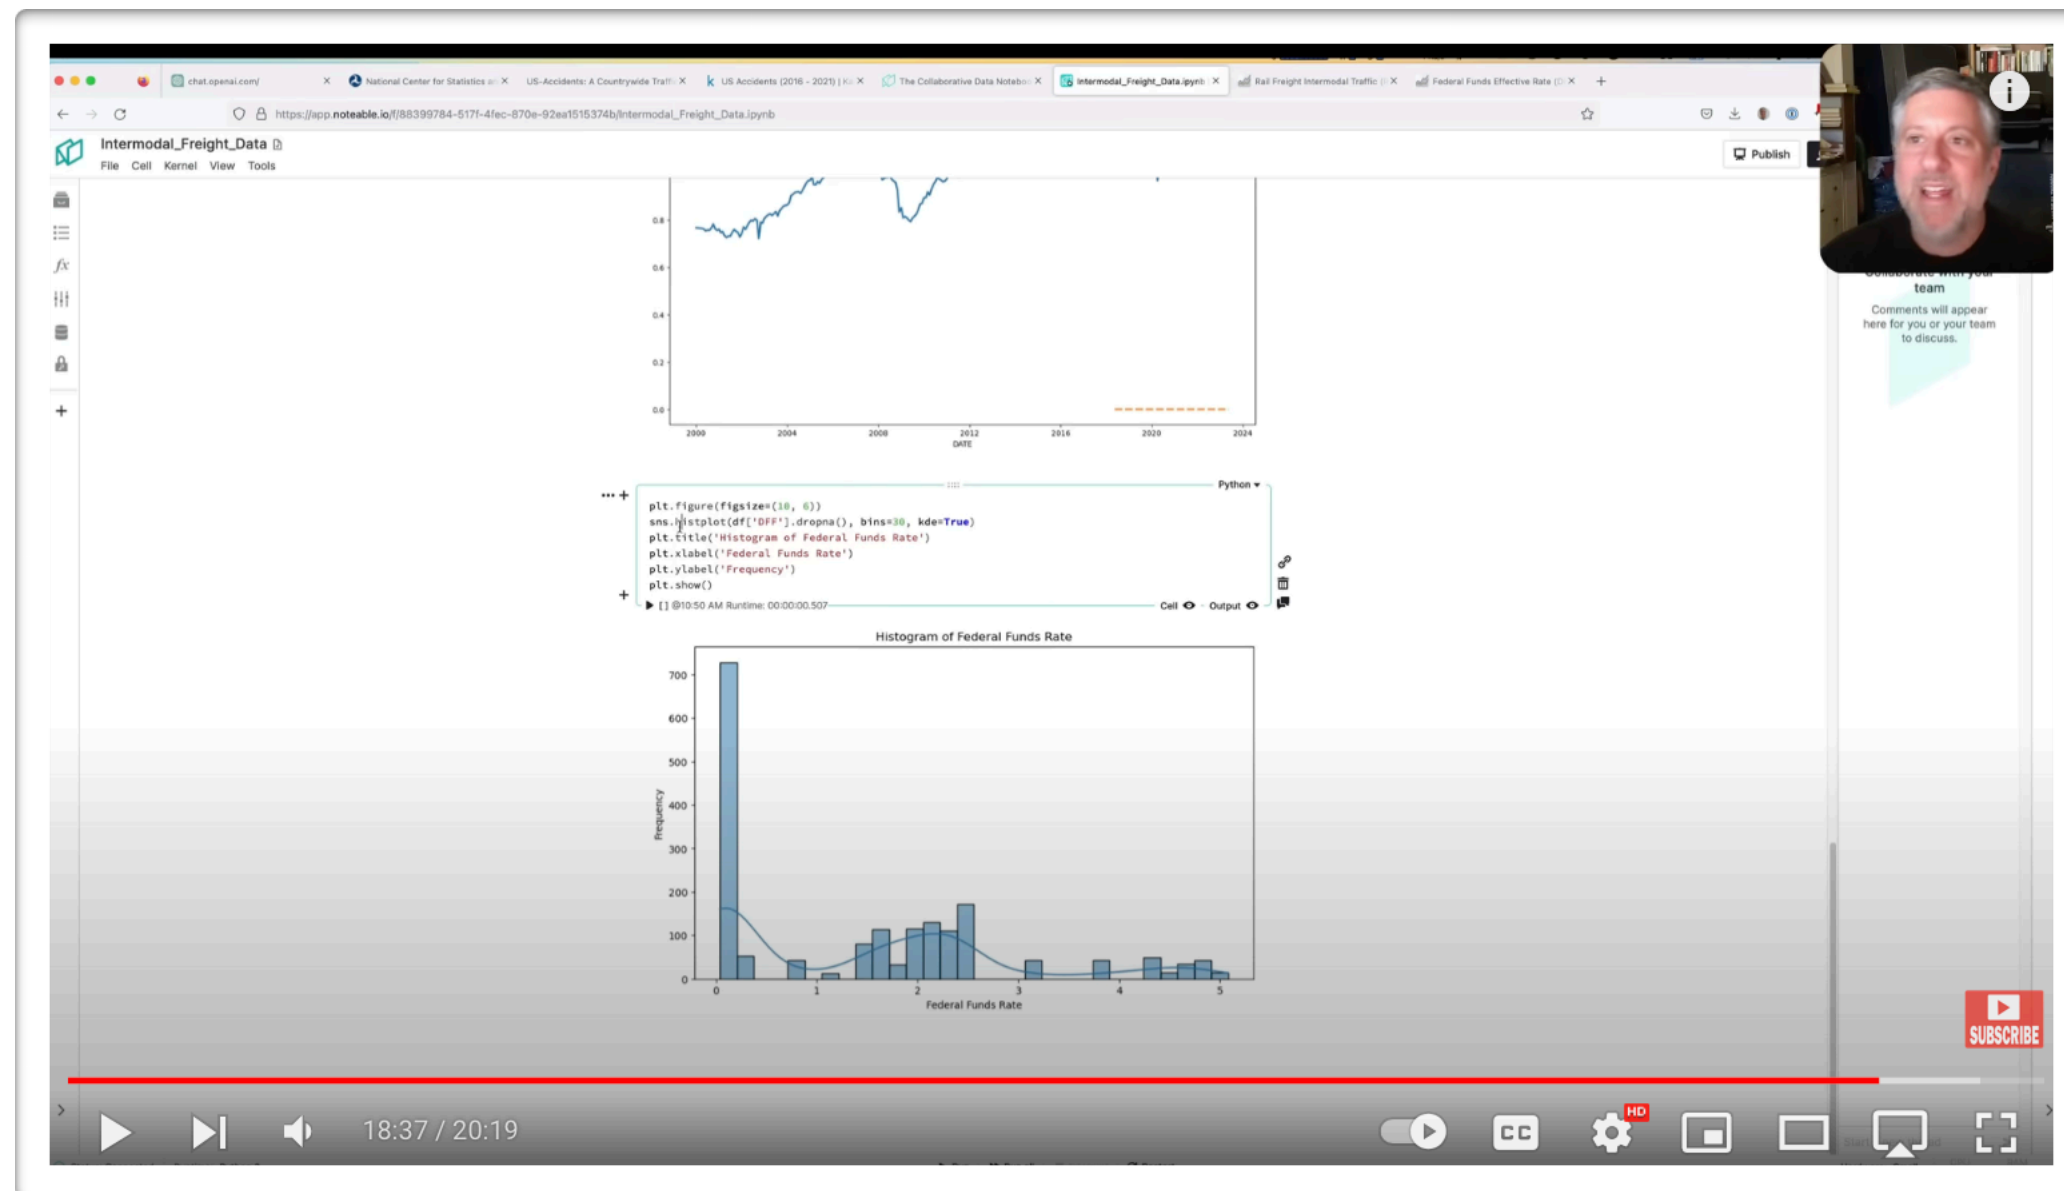 chat.openai.com/
National Center for Statistics a
US-Accidents: A Countrywide Traffi
US Accidents (2016 - 2021) | Ka
The Collaborative Data Notebo
Intermodal_Freight_Data.ipynb
Rail Freight Intermodal Traffic (
Federal Funds Effective Rate (D
https://app.noteable.io/f/88399784-517f-4fec-870e-92ea1515374b/Intermodal_Freight_Data.ipynb
Intermodal_Freight_Data
File Cell Kernel View Tools
Publish
Collaborate with your
team
Comments will appear
here for you or your team
to discuss.
fx
0.8
0.6
0.4
0.2
0.0
2000 2004 2008 2012 2016 2020 2024
DATE
Python
plt.figure(figsize=(10, 6))
sns.histplot(df['DFF'].dropna(), bins=30, kde=True)
plt.title('Histogram of Federal Funds Rate')
plt.xlabel('Federal Funds Rate')
plt.ylabel('Frequency')
plt.show()
[] @10:50 AM Runtime: 00:00:00.507
Cell Output
Histogram of Federal Funds Rate
700
600
500
400
300
200
100
0
Frequency
0 1 2 3 4 5
Federal Funds Rate
SUBSCRIBE
18:37 / 20:19
CC
HD